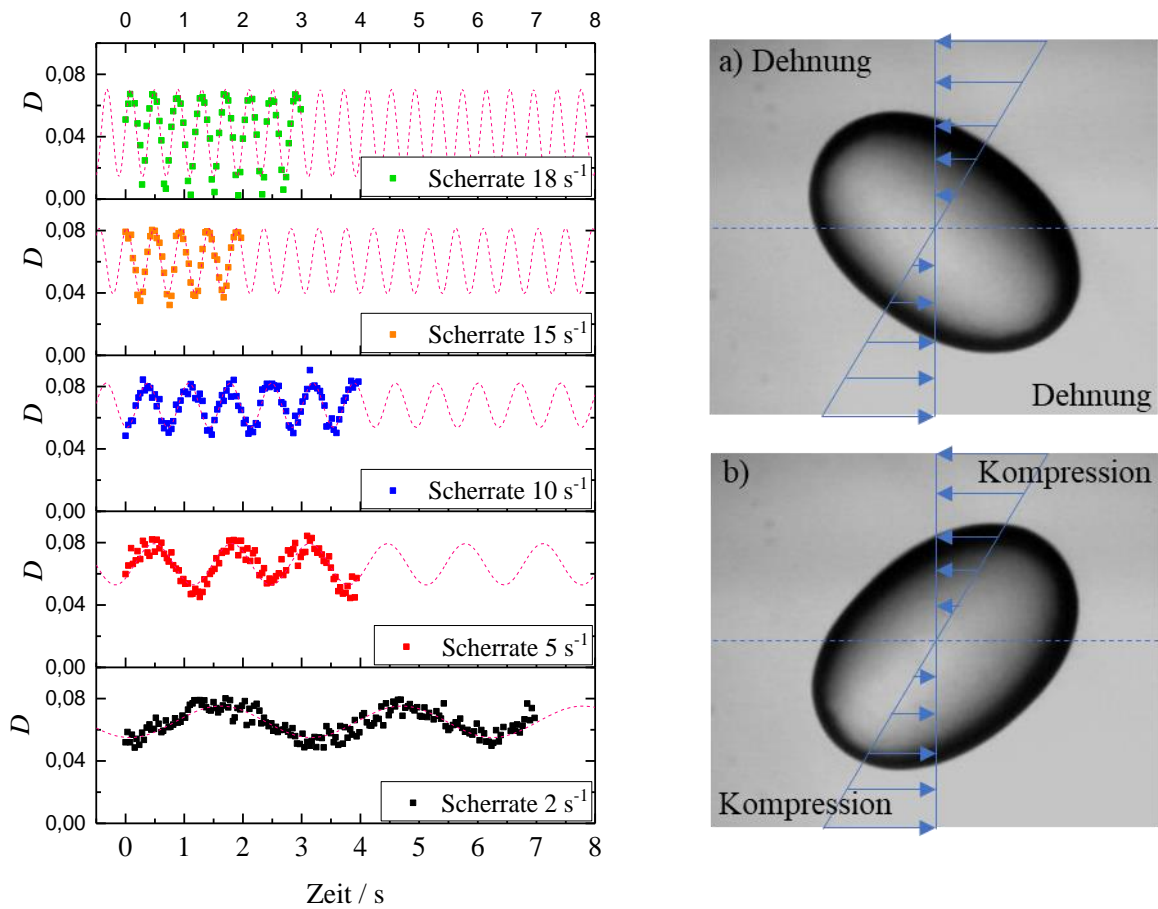 0 1 2 3 4 5 6 7 8
0,08
0,04
0,00
D
Scherrate 18 s-1
0,08
0,04
0,00
D
Scherrate 15 s-1
0,08
0,04
0,00
D
Scherrate 10 s-1
0,08
0,04
0,00
D
Scherrate 5 s-1
0,08
0,04
0,00
D
Scherrate 2 s-1
0 1 2 3 4 5 6 7 8
Zeit / s
a) Dehnung
Dehnung
b)
Kompression
Kompression